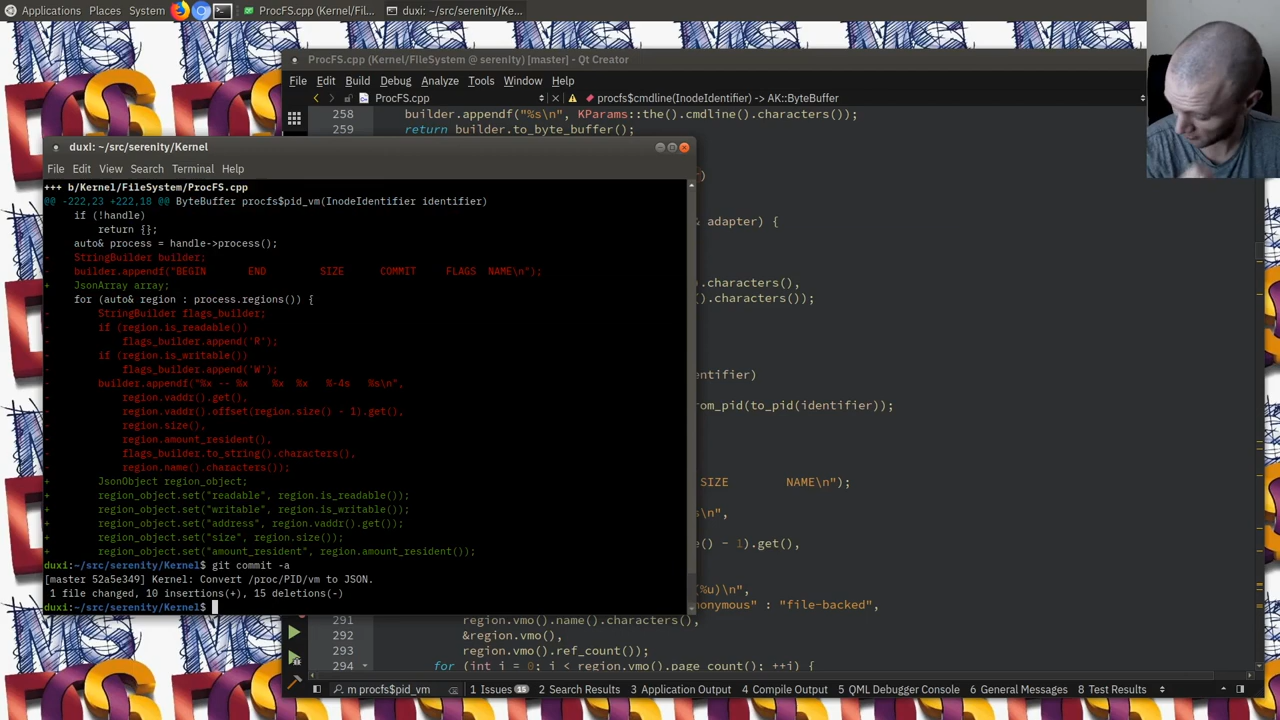 Applications Places System ProcFS.cpp (Kernel/Fil... duxi: ~/src/serenity/Ke...
ProcFS.cpp (Kernel/FileSystem @ serenity) [master] - Qt Creator
File Edit Build Debug Analyze Tools Window Help
ProcFS.cpp procfs$cmdline(InodeIdentifier) -> AK::ByteBuffer
258 builder.appendf("%s\n", KParams::the().cmdline().characters());
259 return builder.to_byte_buffer();
duxi: ~/src/serenity/Kernel
File Edit View Search Terminal Help
+++ b/Kernel/FileSystem/ProcFS.cpp
@@ -222,23 +222,18 @@ ByteBuffer procfs$pid_vm(InodeIdentifier identifier)
if (!handle)
return {};
auto& process = handle->process();
- StringBuilder builder;
- builder.appendf("BEGIN END SIZE COMMIT FLAGS NAME\n");
+ JsonArray array;
for (auto& region : process.regions()) {
- StringBuilder flags_builder;
- if (region.is_readable())
- flags_builder.append('R');
- if (region.is_writable())
- flags_builder.append('W');
- builder.appendf("%x -- %x %x %x %-4s %s\n",
- region.vaddr().get(),
- region.vaddr().offset(region.size() - 1).get(),
- region.size(),
- region.amount_resident(),
- flags_builder.to_string().characters(),
- region.name().characters());
+ JsonObject region_object;
+ region_object.set("readable", region.is_readable());
+ region_object.set("writable", region.is_writable());
+ region_object.set("address", region.vaddr().get());
+ region_object.set("size", region.size());
+ region_object.set("amount_resident", region.amount_resident());
duxi:~/src/serenity/Kernel$ git commit -a
[master 52a5e349] Kernel: Convert /proc/PID/vm to JSON.
1 file changed, 10 insertions(+), 15 deletions(-)
duxi:~/src/serenity/Kernel$
)
& adapter) {
().characters(),
().characters());
entifier)
rom_pid(to_pid(identifier));
SIZE NAME\n");
s\n",
e() - 1).get(),
(%u)\n",
onymous" : "file-backed",
291 region.vmo().name().characters(),
292 &region.vmo(),
293 region.vmo().ref_count());
294 for (int i = 0; i < region.vmo().page_count(); ++i) {
m procfs$pid_vm 1 Issues 15 2 Search Results 3 Application Output 4 Compile Output 5 QML Debugger Console 6 General Messages 8 Test Results